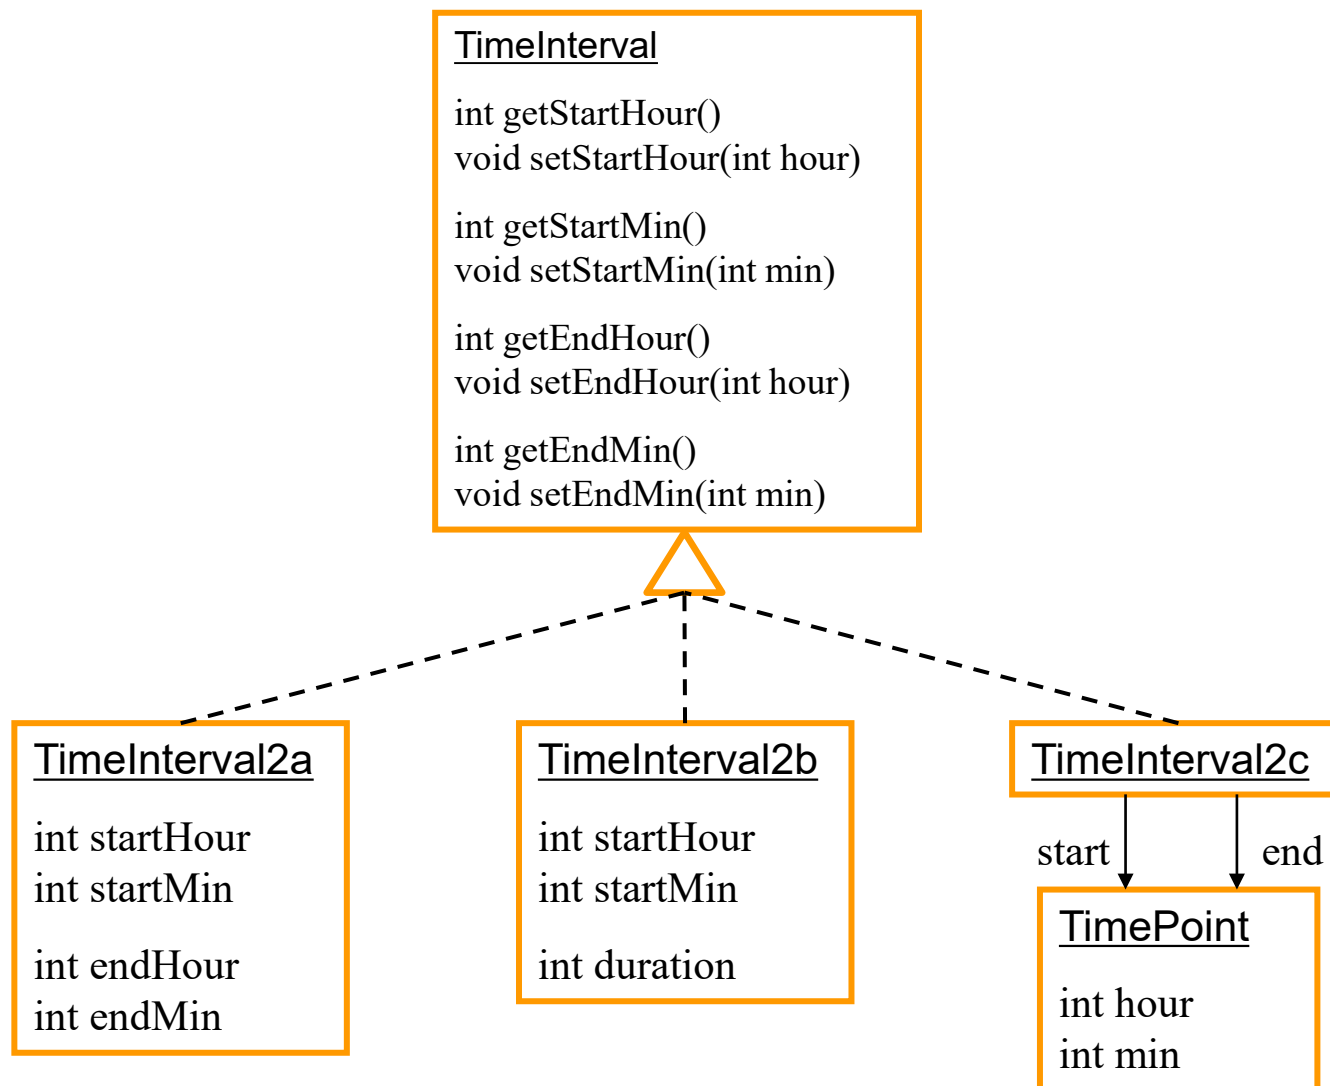 TimeInterval
int getStartHour()
void setStartHour(int hour)
int getStartMin()
void setStartMin(int min)
int getEndHour()
void setEndHour(int hour)
int getEndMin()
void setEndMin(int min)
TimeInterval2a
int startHour
int startMin
int endHour
int endMin
TimeInterval2b
int startHour
int startMin
int duration
TimeInterval2c
start
end
TimePoint
int hour
int min